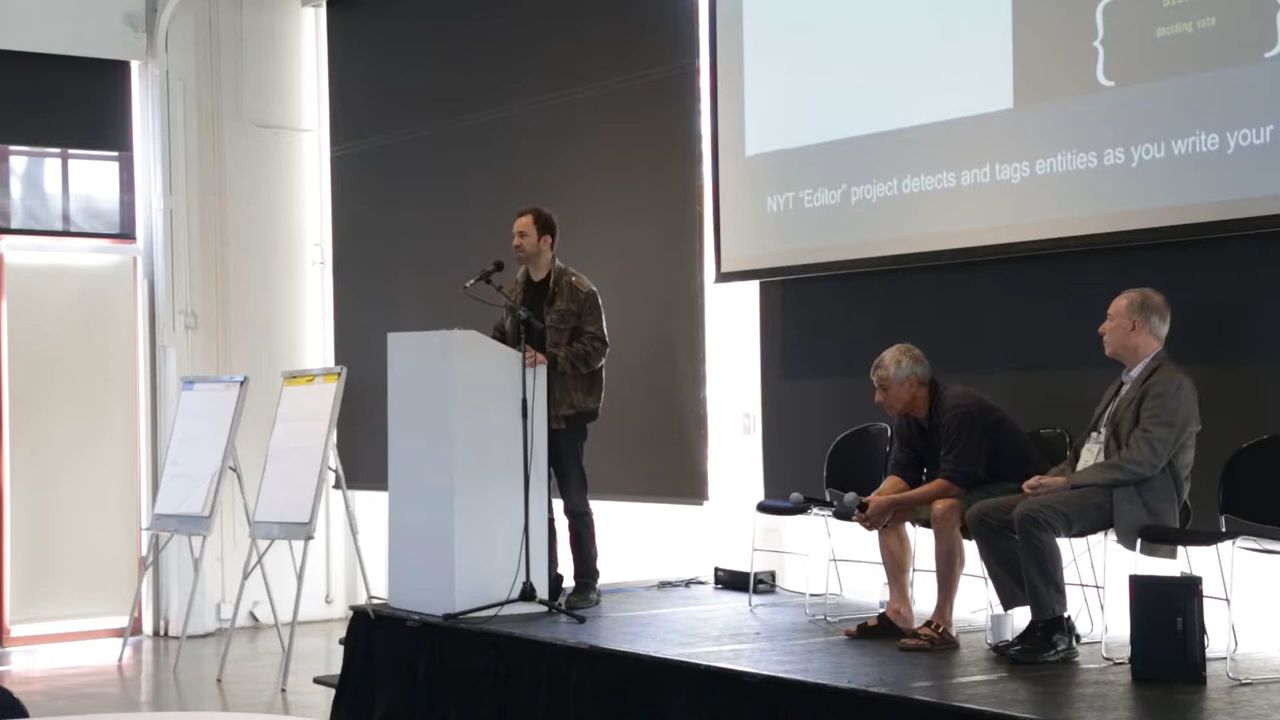 deciding vote
NYT “Editor” project detects and tags entities as you write your